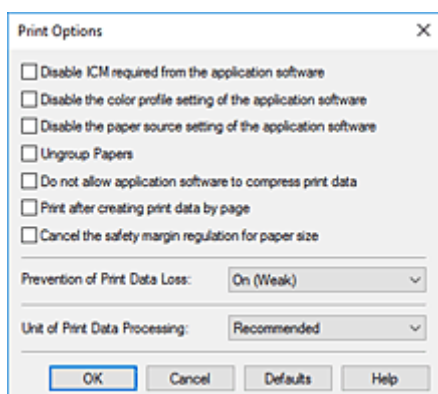 Print Options
Disable ICM required from the application software
Disable the color profile setting of the application software
Disable the paper source setting of the application software
Ungroup Papers
Do not allow application software to compress print data
Print after creating print data by page
Cancel the safety margin regulation for paper size
Prevention of Print Data Loss: On (Weak)
Unit of Print Data Processing: Recommended
OK Cancel Defaults Help